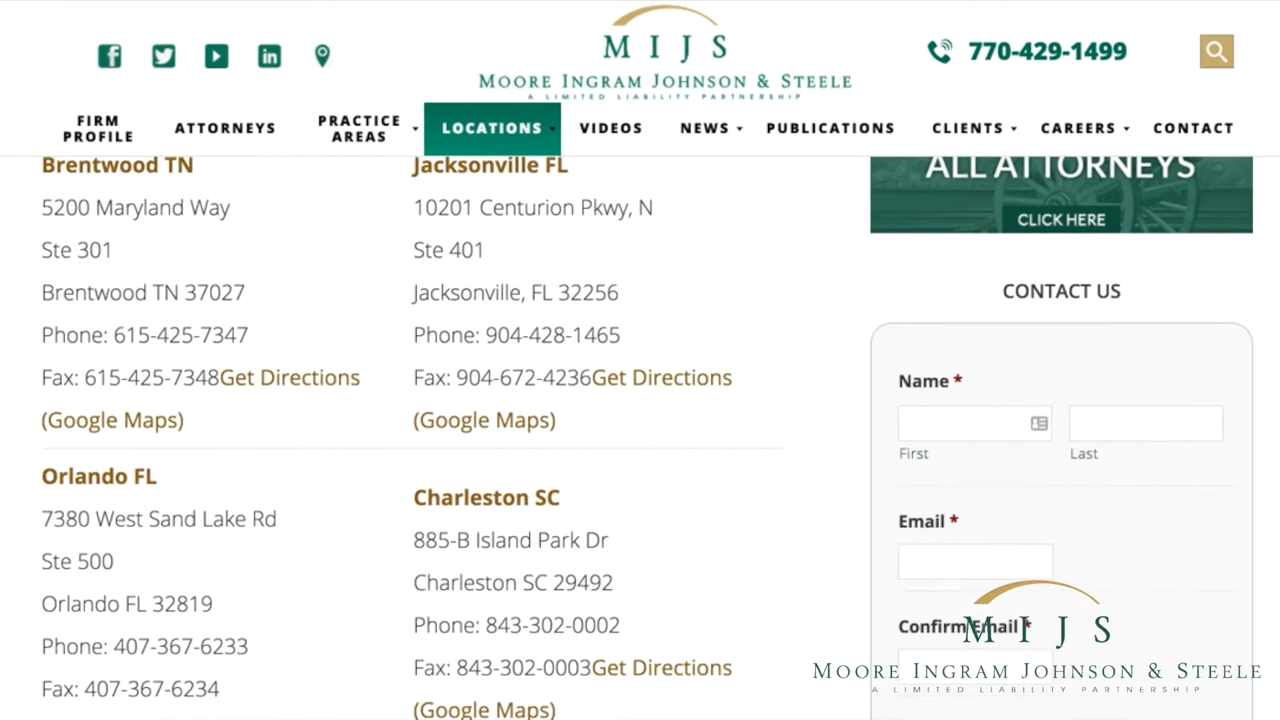 M I J S
MOORE INGRAM JOHNSON & STEELE
A LIMITED LIABILITY PARTNERSHIP
770-429-1499
FIRM PROFILE
ATTORNEYS
PRACTICE AREAS
LOCATIONS
VIDEOS
NEWS
PUBLICATIONS
CLIENTS
CAREERS
CONTACT
Brentwood TN
5200 Maryland Way
Ste 301
Brentwood TN 37027
Phone: 615-425-7347
Fax: 615-425-7348Get Directions
(Google Maps)
Jacksonville FL
10201 Centurion Pkwy, N
Ste 401
Jacksonville, FL 32256
Phone: 904-428-1465
Fax: 904-672-4236Get Directions
(Google Maps)
Orlando FL
7380 West Sand Lake Rd
Ste 500
Orlando FL 32819
Phone: 407-367-6233
Fax: 407-367-6234
Charleston SC
885-B Island Park Dr
Charleston SC 29492
Phone: 843-302-0002
Fax: 843-302-0003Get Directions
(Google Maps)
ALL ATTORNEYS
CLICK HERE
CONTACT US
Name *
First
Last
Email *
Confirm Email *
M I J S
MOORE INGRAM JOHNSON & STEELE
A LIMITED LIABILITY PARTNERSHIP